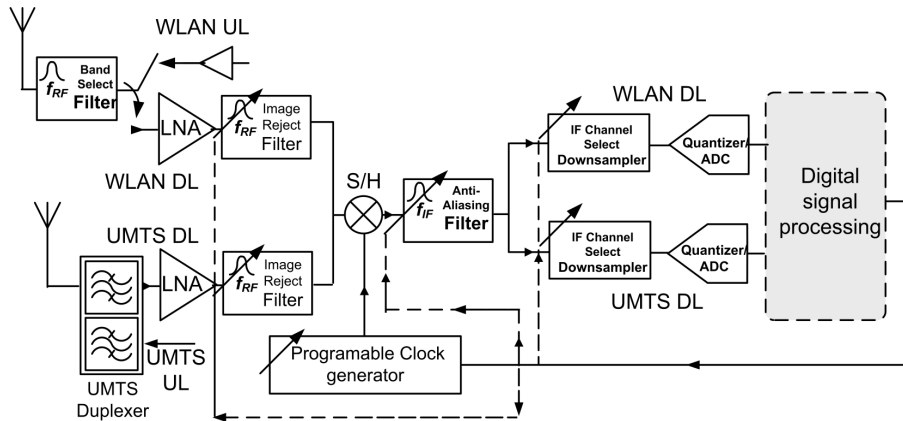 WLAN UL
f_RF
Band
Select
Filter
LNA
WLAN DL
f_RF
Image
Reject
Filter
S/H
f_IF
Anti-
Aliasing
Filter
WLAN DL
IF Channel
Select
Downsampler
Quantizer/
ADC
Digital
signal
processing
UMTS DL
LNA
f_RF
Image
Reject
Filter
IF Channel
Select
Downsampler
Quantizer/
ADC
UMTS DL
Programable Clock
generator
UMTS
UL
UMTS
Duplexer